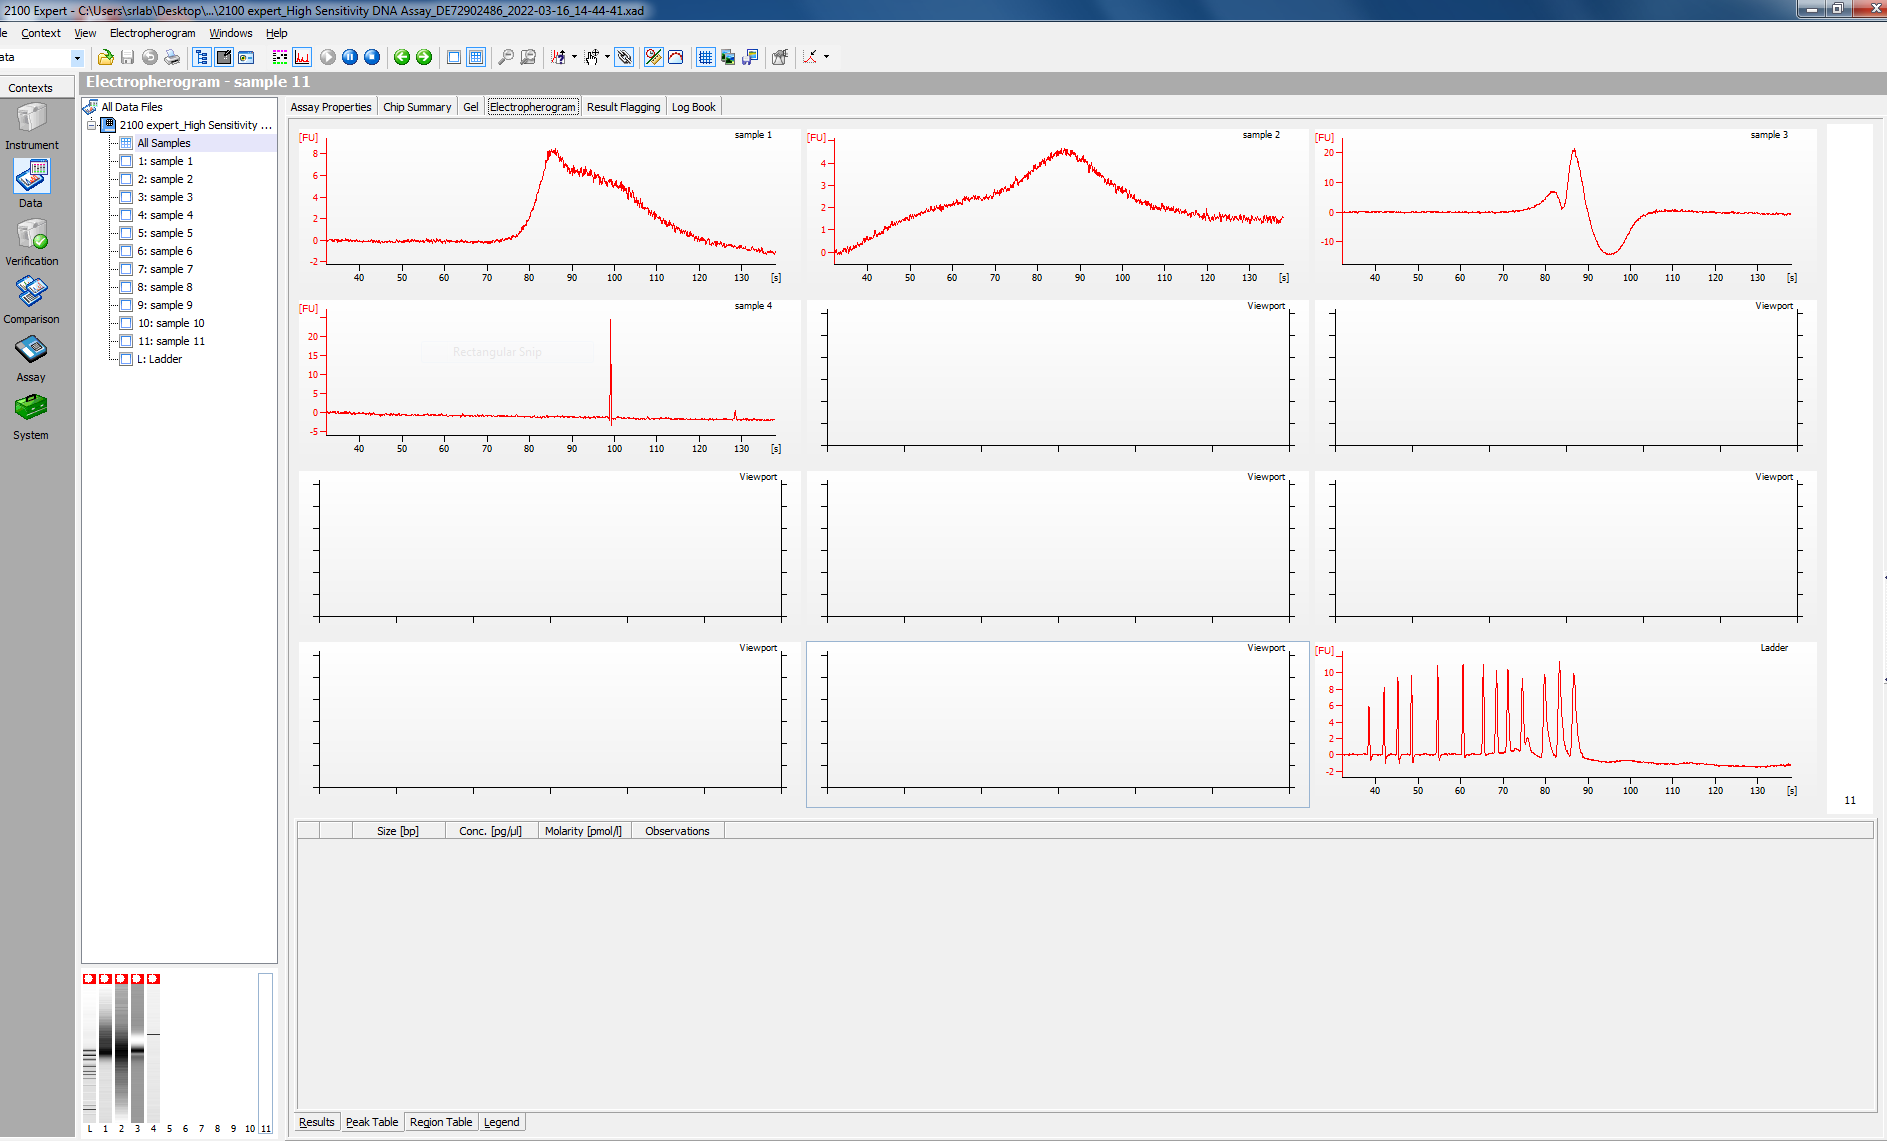 2100 Expert - C:\Users\srlab\Desktop\...\2100 expert_High Sensitivity DNA Assay_DE72902486_2022-03-16_14-44-41.xad
le Context View Electropherogram Windows Help
ata
Contexts
Electropherogram - sample 11
Instrument
Data
Verification
Comparison
Assay
System
All Data Files
2100 expert_High Sensitivity ...
All Samples
1: sample 1
2: sample 2
3: sample 3
4: sample 4
5: sample 5
6: sample 6
7: sample 7
8: sample 8
9: sample 9
10: sample 10
11: sample 11
L: Ladder
L 1 2 3 4 5 6 7 8 9 10 11
Assay Properties Chip Summary Gel Electropherogram Result Flagging Log Book
[FU] sample 1
8
6
4
2
0
-2
40 50 60 70 80 90 100 110 120 130 [s]
[FU] sample 2
4
3
2
1
0
40 50 60 70 80 90 100 110 120 130 [s]
[FU] sample 3
20
10
0
-10
40 50 60 70 80 90 100 110 120 130 [s]
[FU] sample 4
20
15
10
5
0
-5
Rectangular Snip
40 50 60 70 80 90 100 110 120 130 [s]
Viewport
Viewport
Viewport
Viewport
Viewport
Viewport
Viewport
[FU] Ladder
10
8
6
4
2
0
-2
40 50 60 70 80 90 100 110 120 130 [s]
11
Size [bp] Conc. [pg/µl] Molarity [pmol/l] Observations
Results Peak Table Region Table Legend